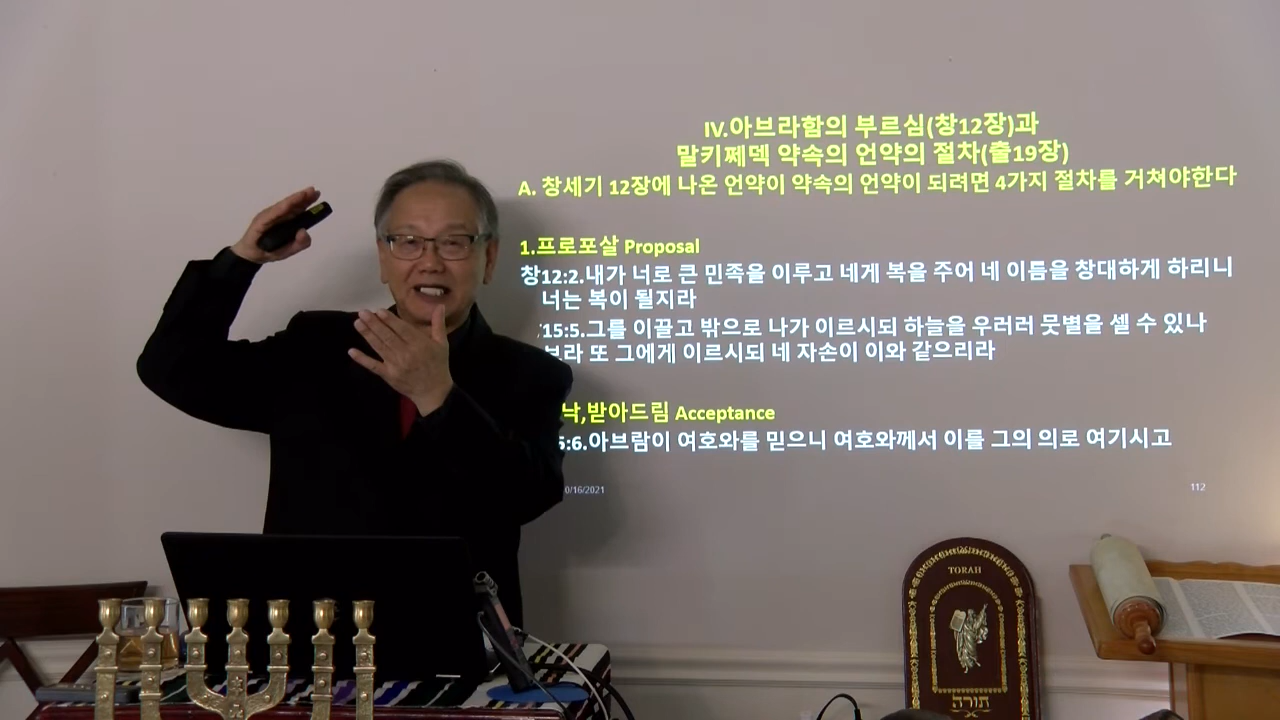 IV.아브라함의 부르심(창12장)과
말키쩨덱 약속의 언약의 절차(출19장)
A. 창세기 12장에 나온 언약이 약속의 언약이 되려면 4가지 절차를 거쳐야한다
1.프로포살 Proposal
창12:2.내가 너로 큰 민족을 이루고 네게 복을 주어 네 이름을 창대하게 하리니
너는 복이 될지라
15:5.그를 이끌고 밖으로 나가 이르시되 하늘을 우러러 뭇별을 셀 수 있나
보라 또 그에게 이르시되 네 자손이 이와 같으리라
낙,받아드림 Acceptance
5:6.아브람이 여호와를 믿으니 여호와께서 이를 그의 의로 여기시고
0/16/2021
112
TORAH
תורה